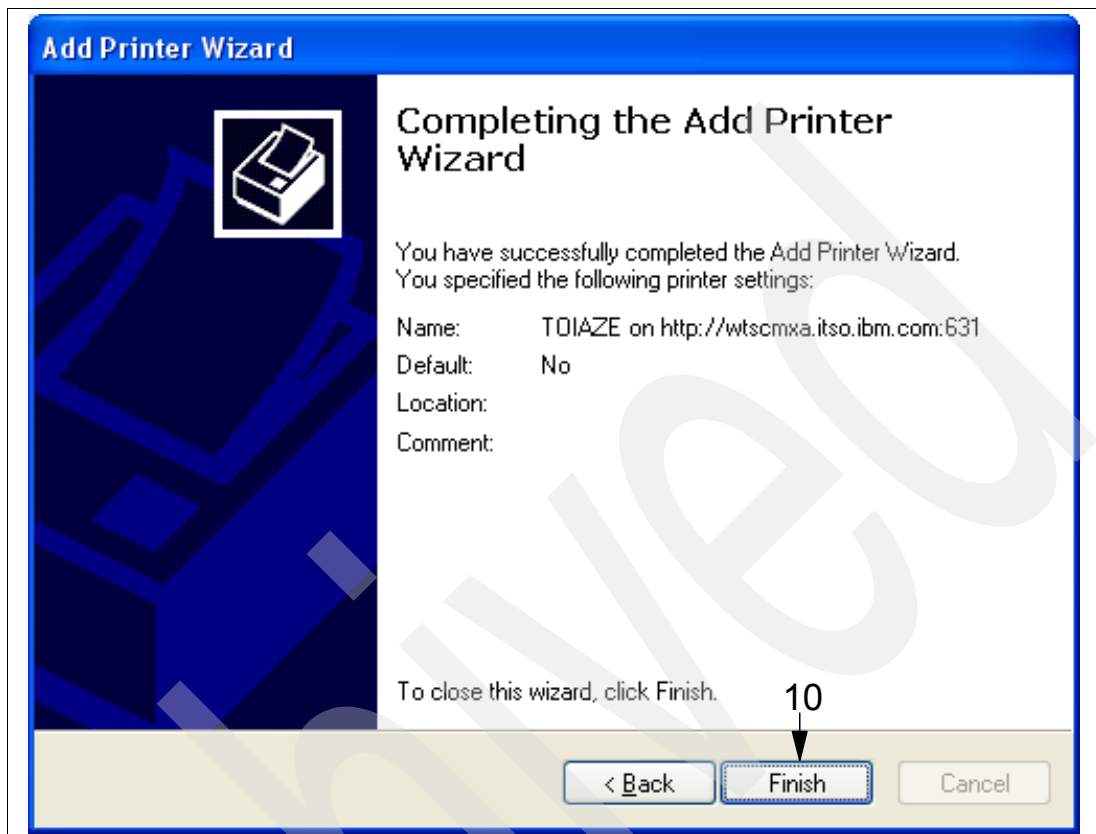 Add Printer Wizard
Completing the Add Printer
Wizard
You have successfully completed the Add Printer Wizard.
You specified the following printer settings:
Name: TOIAZE on http://wtscmxa.itso.ibm.com:631
Default: No
Location:
Comment:
To close this wizard, click Finish.
10
< Back Finish Cancel
hived